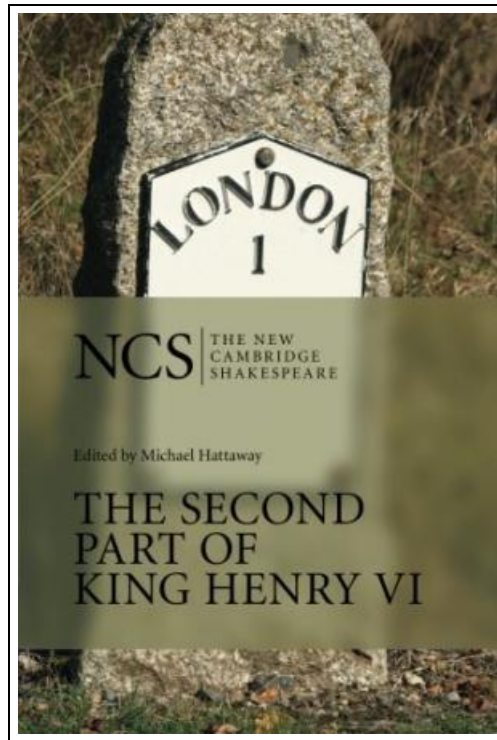 LONDON
1
NCS
THE NEW
CAMBRIDGE
SHAKESPEARE
Edited by Michael Hattaway
THE SECOND
PART OF
KING HENRY VI